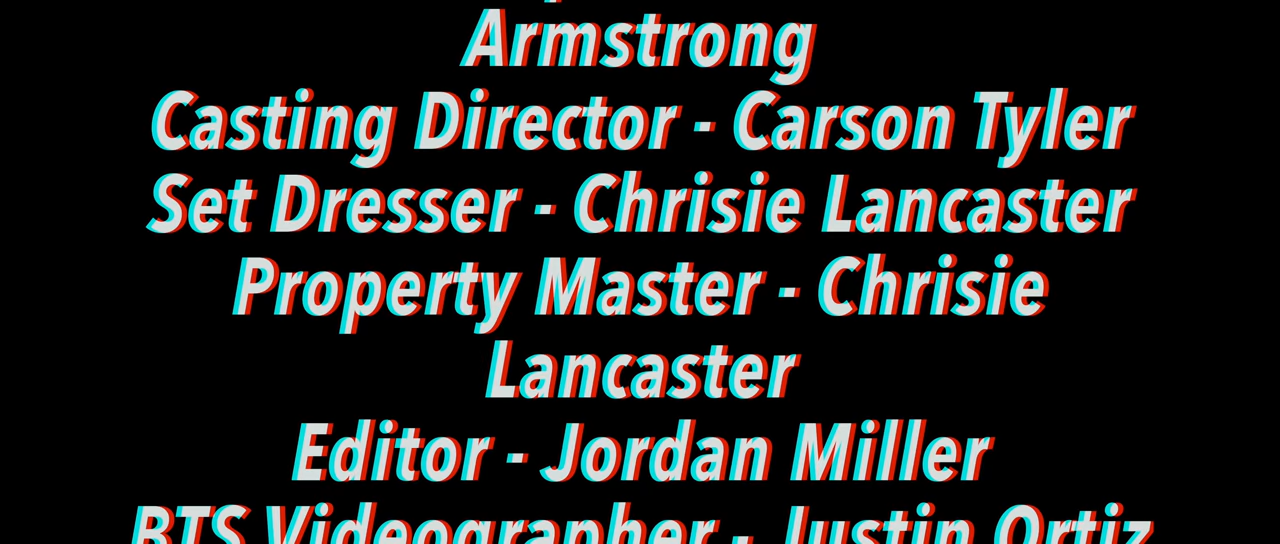 Armstrong
Casting Director - Carson Tyler
Set Dresser - Chrisie Lancaster
Property Master - Chrisie
Lancaster
Editor - Jordan Miller
BTS Videographer - Justin Ortiz